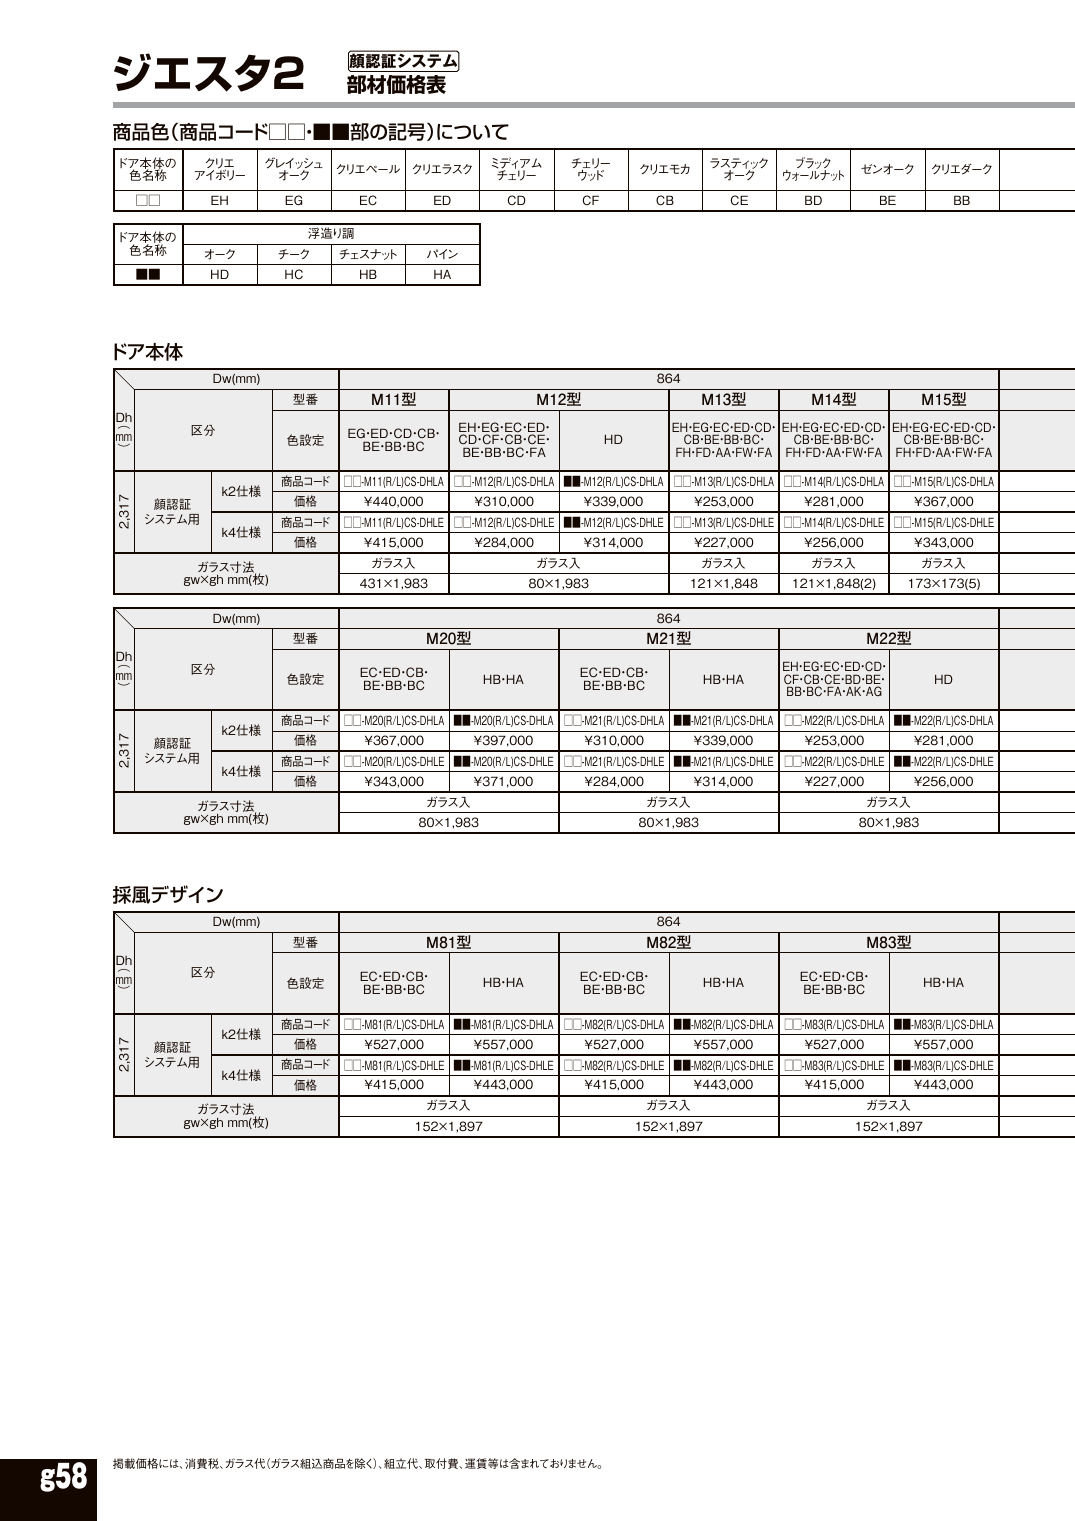 ジエスタ2
顔認証システム
部材価格表
商品色（商品コード□□・■■部の記号）について
ドア本体の色名称 クリエアイボリー グレイッシュオーク クリエペール クリエラスク ミディアムチェリー チェリーウッド クリエモカ ラスティックオーク ブラックウォールナット ゼンオーク クリエダーク
□□ EH EG EC ED CD CF CB CE BD BE BB
ドア本体の色名称 浮造り調
オーク チーク チェスナット パイン
■■ HD HC HB HA
ドア本体
Dw(mm) 864
Dh(mm) 区分 型番 M11型 M12型 M13型 M14型 M15型
色設定 EG・ED・CD・CB・BE・BB・BC EH・EG・EC・ED・CD・CF・CB・CE・BE・BB・BC・FA HD EH・EG・EC・ED・CD・CB・BE・BB・BC・FH・FD・AA・FW・FA EH・EG・EC・ED・CD・CB・BE・BB・BC・FH・FD・AA・FW・FA EH・EG・EC・ED・CD・CB・BE・BB・BC・FH・FD・AA・FW・FA
2,317 顔認証システム用 k2仕様 商品コード □□-M11(R/L)CS-DHLA □□-M12(R/L)CS-DHLA ■■-M12(R/L)CS-DHLA □□-M13(R/L)CS-DHLA □□-M14(R/L)CS-DHLA □□-M15(R/L)CS-DHLA
価格 ¥440,000 ¥310,000 ¥339,000 ¥253,000 ¥281,000 ¥367,000
k4仕様 商品コード □□-M11(R/L)CS-DHLE □□-M12(R/L)CS-DHLE ■■-M12(R/L)CS-DHLE □□-M13(R/L)CS-DHLE □□-M14(R/L)CS-DHLE □□-M15(R/L)CS-DHLE
価格 ¥415,000 ¥284,000 ¥314,000 ¥227,000 ¥256,000 ¥343,000
ガラス寸法 gw×gh mm(枚) ガラス入 ガラス入 ガラス入 ガラス入 ガラス入
431×1,983 80×1,983 121×1,848 121×1,848(2) 173×173(5)
Dw(mm) 864
Dh(mm) 区分 型番 M20型 M21型 M22型
色設定 EC・ED・CB・BE・BB・BC HB・HA EC・ED・CB・BE・BB・BC HB・HA EH・EG・EC・ED・CD・CF・CB・CE・BD・BE・BB・BC・FA・AK・AG HD
2,317 顔認証システム用 k2仕様 商品コード □□-M20(R/L)CS-DHLA ■■-M20(R/L)CS-DHLA □□-M21(R/L)CS-DHLA ■■-M21(R/L)CS-DHLA □□-M22(R/L)CS-DHLA ■■-M22(R/L)CS-DHLA
価格 ¥367,000 ¥397,000 ¥310,000 ¥339,000 ¥253,000 ¥281,000
k4仕様 商品コード □□-M20(R/L)CS-DHLE ■■-M20(R/L)CS-DHLE □□-M21(R/L)CS-DHLE ■■-M21(R/L)CS-DHLE □□-M22(R/L)CS-DHLE ■■-M22(R/L)CS-DHLE
価格 ¥343,000 ¥371,000 ¥284,000 ¥314,000 ¥227,000 ¥256,000
ガラス寸法 gw×gh mm(枚) ガラス入 ガラス入 ガラス入
80×1,983 80×1,983 80×1,983
採風デザイン
Dw(mm) 864
Dh(mm) 区分 型番 M81型 M82型 M83型
色設定 EC・ED・CB・BE・BB・BC HB・HA EC・ED・CB・BE・BB・BC HB・HA EC・ED・CB・BE・BB・BC HB・HA
2,317 顔認証システム用 k2仕様 商品コード □□-M81(R/L)CS-DHLA ■■-M81(R/L)CS-DHLA □□-M82(R/L)CS-DHLA ■■-M82(R/L)CS-DHLA □□-M83(R/L)CS-DHLA ■■-M83(R/L)CS-DHLA
価格 ¥527,000 ¥557,000 ¥527,000 ¥557,000 ¥527,000 ¥557,000
k4仕様 商品コード □□-M81(R/L)CS-DHLE ■■-M81(R/L)CS-DHLE □□-M82(R/L)CS-DHLE ■■-M82(R/L)CS-DHLE □□-M83(R/L)CS-DHLE ■■-M83(R/L)CS-DHLE
価格 ¥415,000 ¥443,000 ¥415,000 ¥443,000 ¥415,000 ¥443,000
ガラス寸法 gw×gh mm(枚) ガラス入 ガラス入 ガラス入
152×1,897 152×1,897 152×1,897
g58
掲載価格には、消費税、ガラス代（ガラス組込商品を除く）、組立代、取付費、運賃等は含まれておりません。